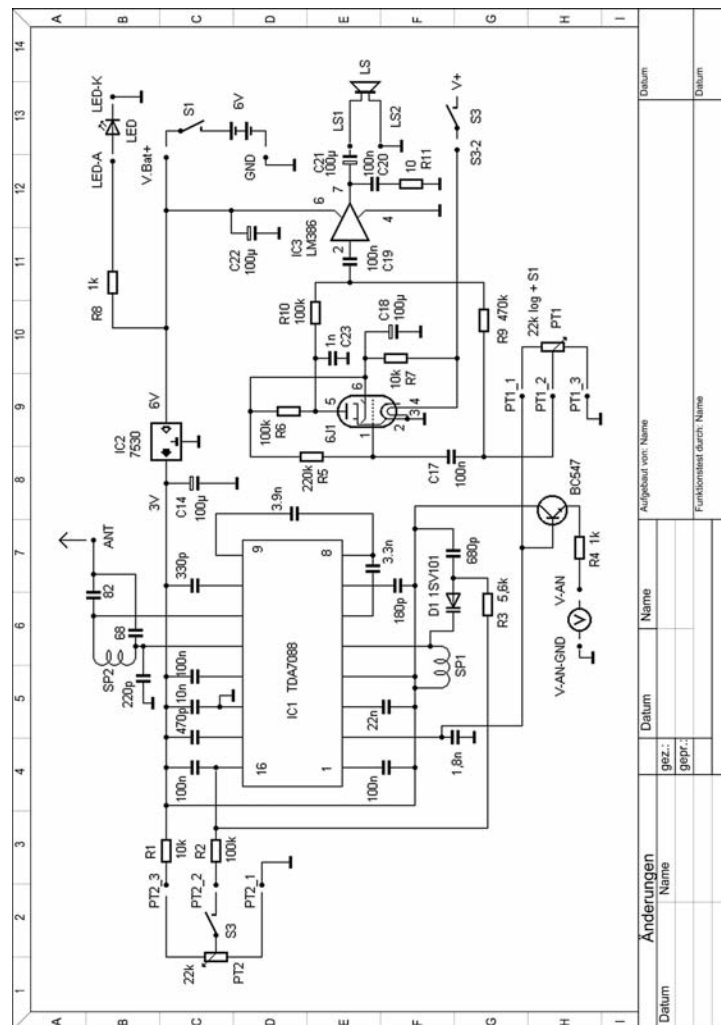 A
B
C
D
E
F
G
H
I
14
13
12
11
10
9
8
7
6
5
4
3
2
1
A
B
C
D
E
F
G
H
I
LED-K
LED
LED-A
R8
1k
S1
6V
V.Bat+
GND
LS
LS1
LS2
V+
S3
S3-2
C21
100µ
100n
C20
10
R11
7
6
4
2
IC3
LM386
100n
C19
C22
100µ
R10
100k
1n
C23
C18
100µ
10k
R7
R9
470k
22k log + S1
PT1
PT1_1
PT1_2
PT1_3
6V
IC2
7530
3V
C14
100µ
100k
R6
6J1
5
6
1
2
3
4
220k
R5
C17
100n
BC547
R4
1k
V-AN
V
V-AN-GND
ANT
82
68
SP2
220p
330p
100n
10n
470p
100n
3.9n
3.3n
9
8
16
1
IC1 TDA7088
180p
680p
D1 1SV101
R3
5,6k
SP1
22n
1,8n
100n
R1
10k
R2
100k
PT2_3
PT2_2
PT2_1
S3
22k
PT2
Datum
Datum
Aufgebaut von: Name
Funktionstest durch: Name
Name
Datum
gez.:
gepr.:
Änderungen
Name
Datum